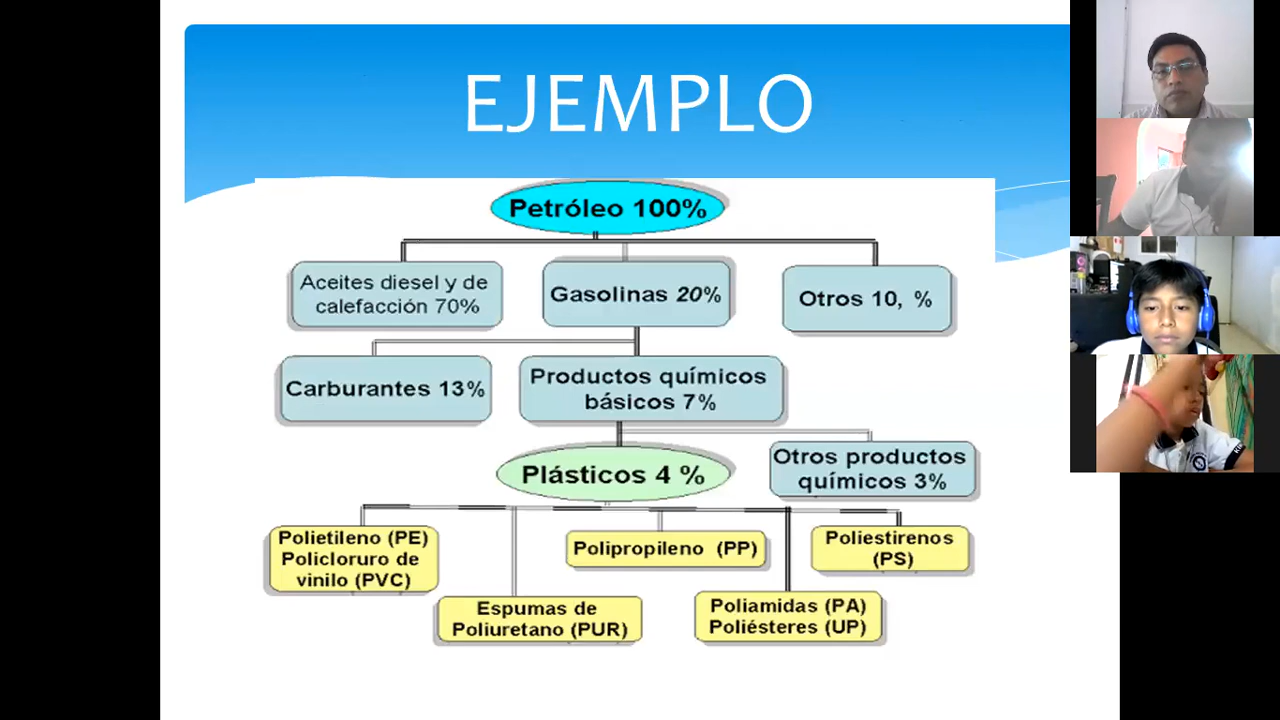 EJEMPLO
Petróleo 100%
Aceites diesel y de
calefacción 70%
Gasolinas 20%
Otros 10, %
Carburantes 13%
Productos químicos
básicos 7%
Plásticos 4 %
Otros productos
químicos 3%
Polietileno (PE)
Policloruro de
vinilo (PVC)
Espumas de
Poliuretano (PUR)
Polipropileno (PP)
Poliamidas (PA)
Poliésteres (UP)
Poliestirenos
(PS)